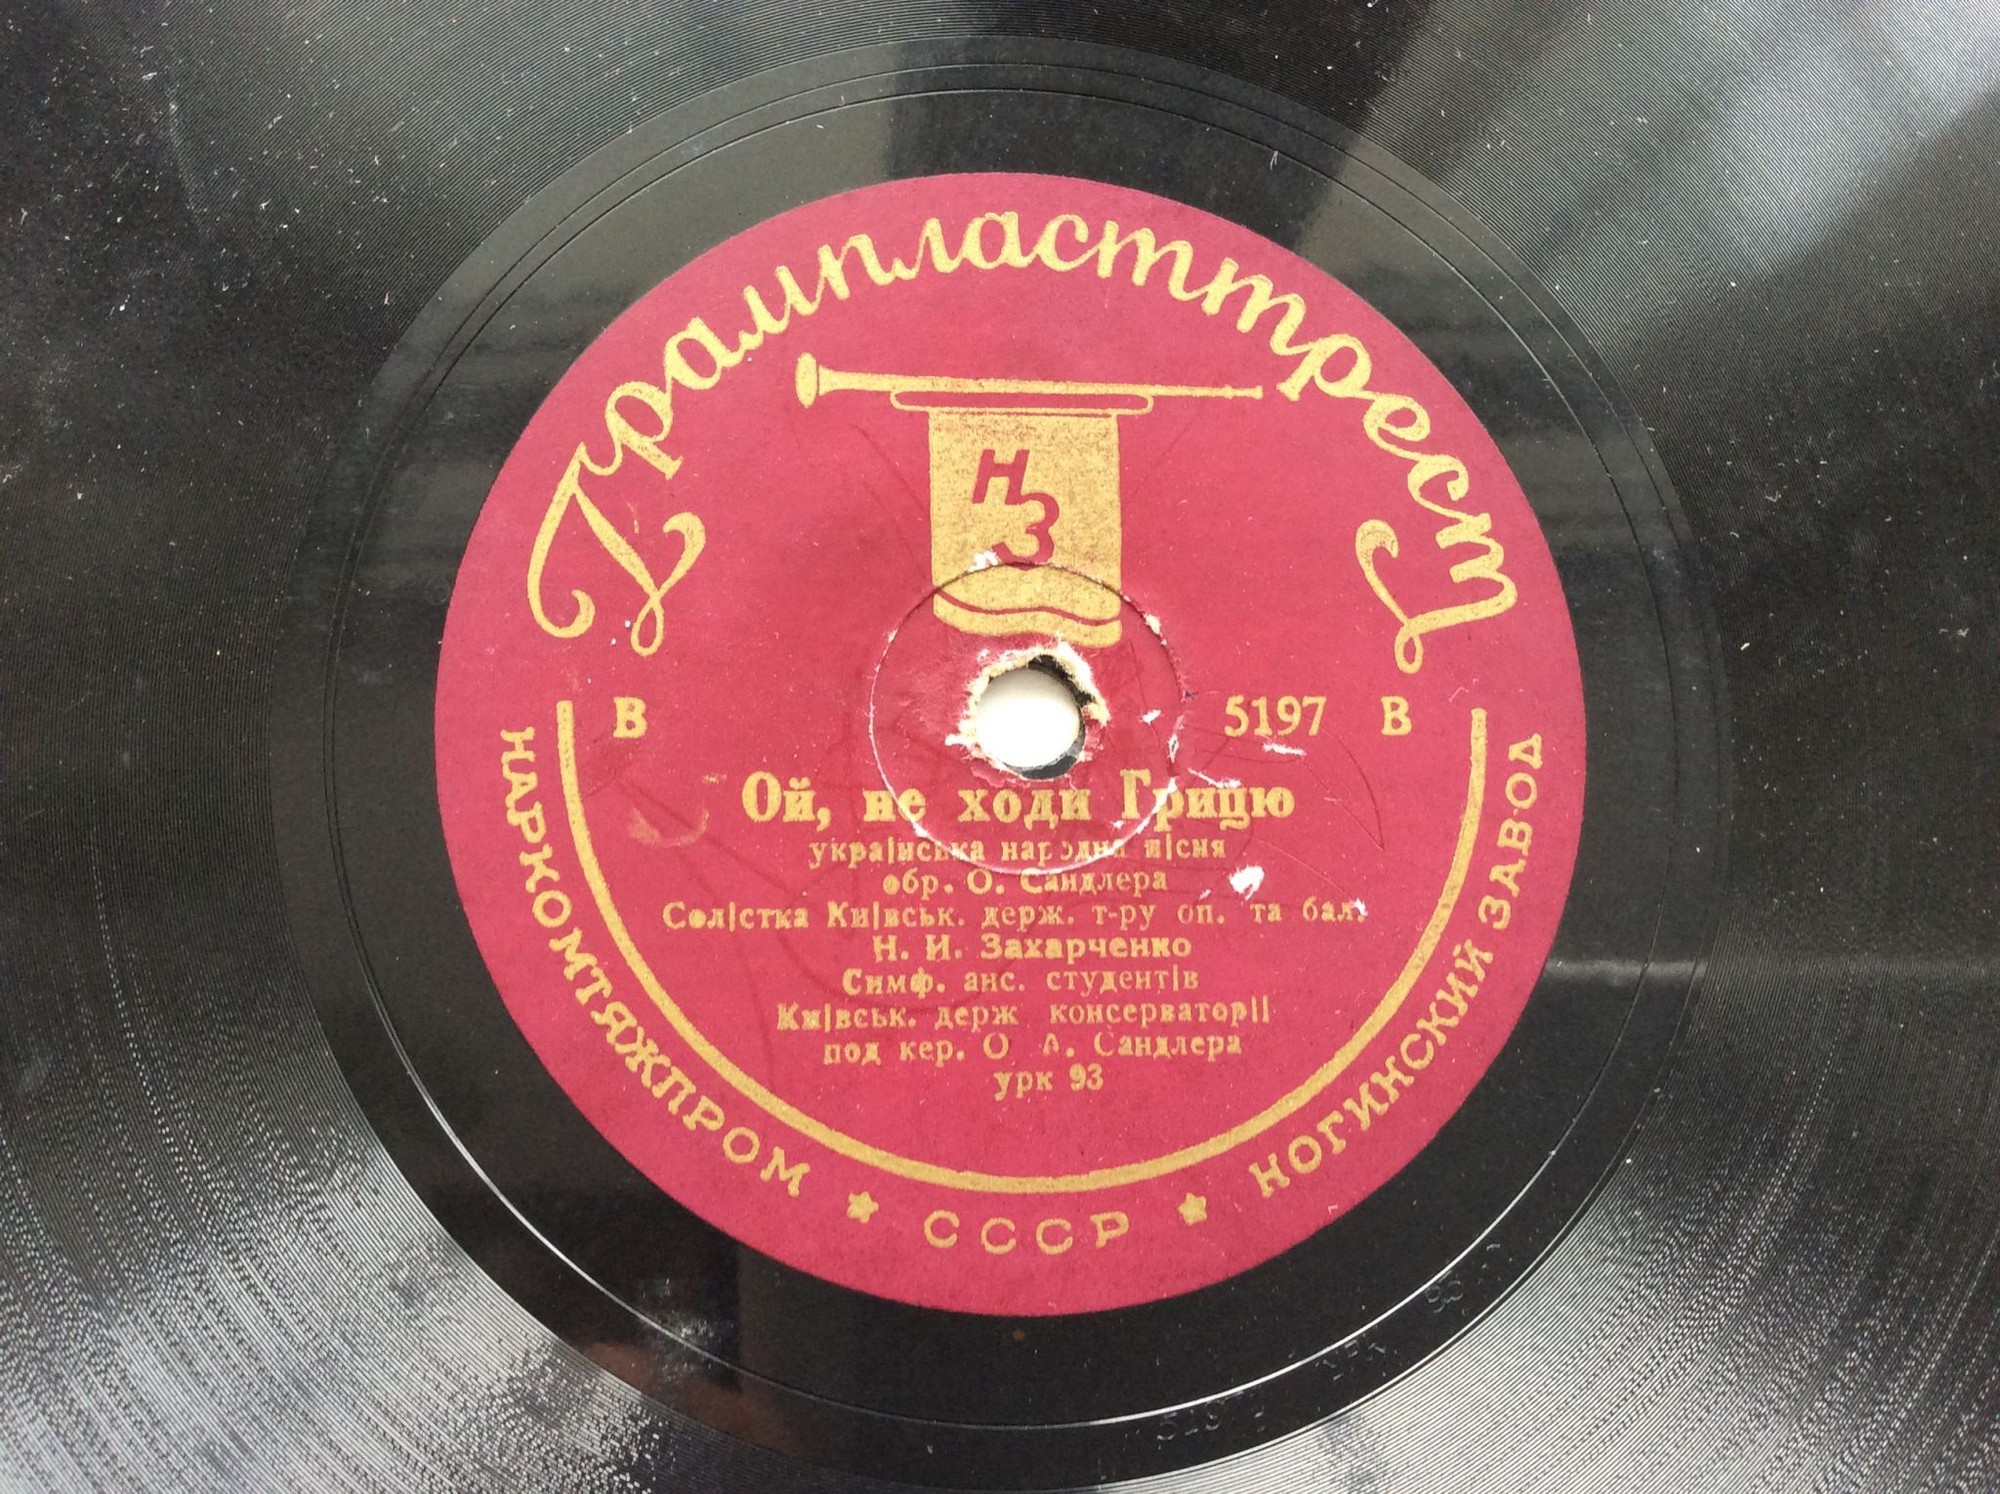 Грампласттрест
НЗ
В 5197 В
Ой, не ходи Грицю
українська народна пісня
обр. О. Сандлера
Солістка Київськ. держ. т-ру оп. та бал.
Н. И. Захарченко
Симф. анс. студентів
Київськ. держ консерваторії
под кер. О А. Сандлера
урк 93
НАРКОМТЯЖПРОМ ★ СССР ★ НОГИНСКИЙ ЗАВОД